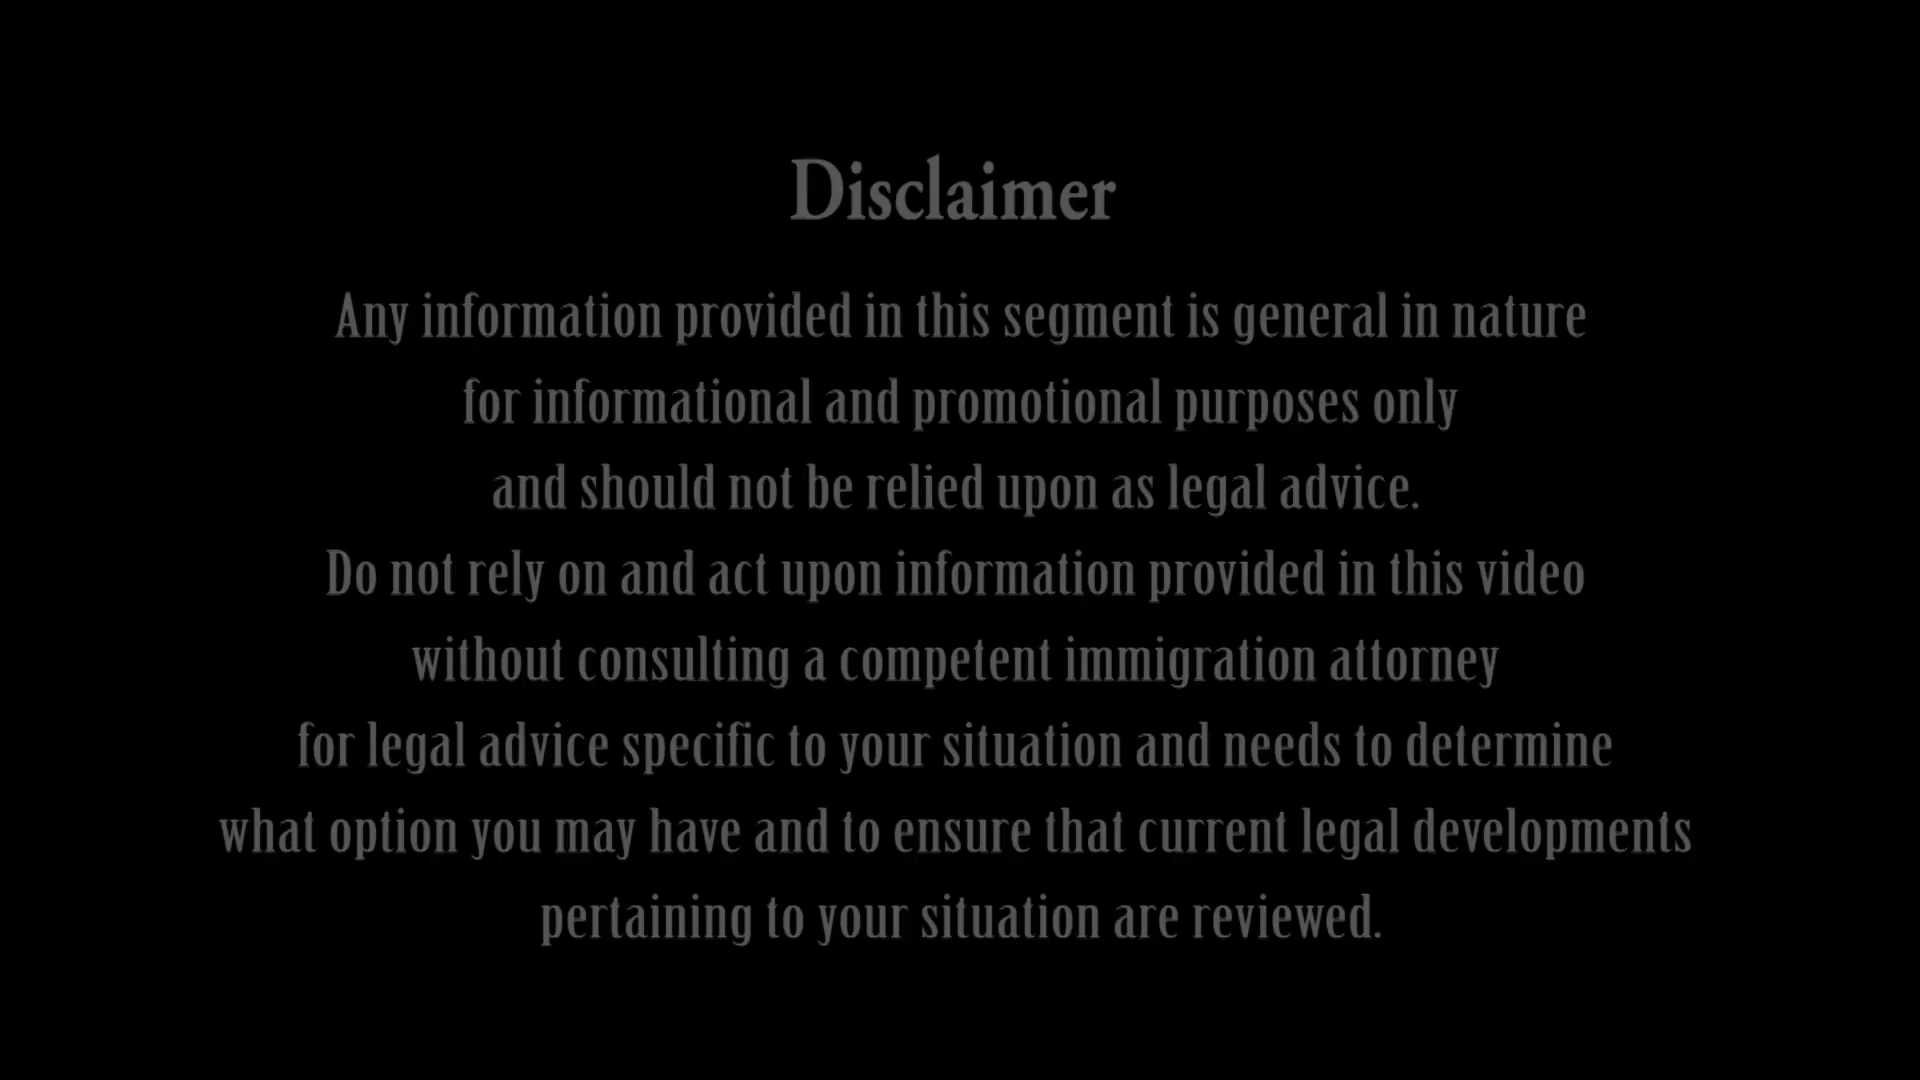 Disclaimer
Any information provided in this segment is general in nature
for informational and promotional purposes only
and should not be relied upon as legal advice.
Do not rely on and act upon information provided in this video
without consulting a competent immigration attorney
for legal advice specific to your situation and needs to determine
what option you may have and to ensure that current legal developments
pertaining to your situation are reviewed.